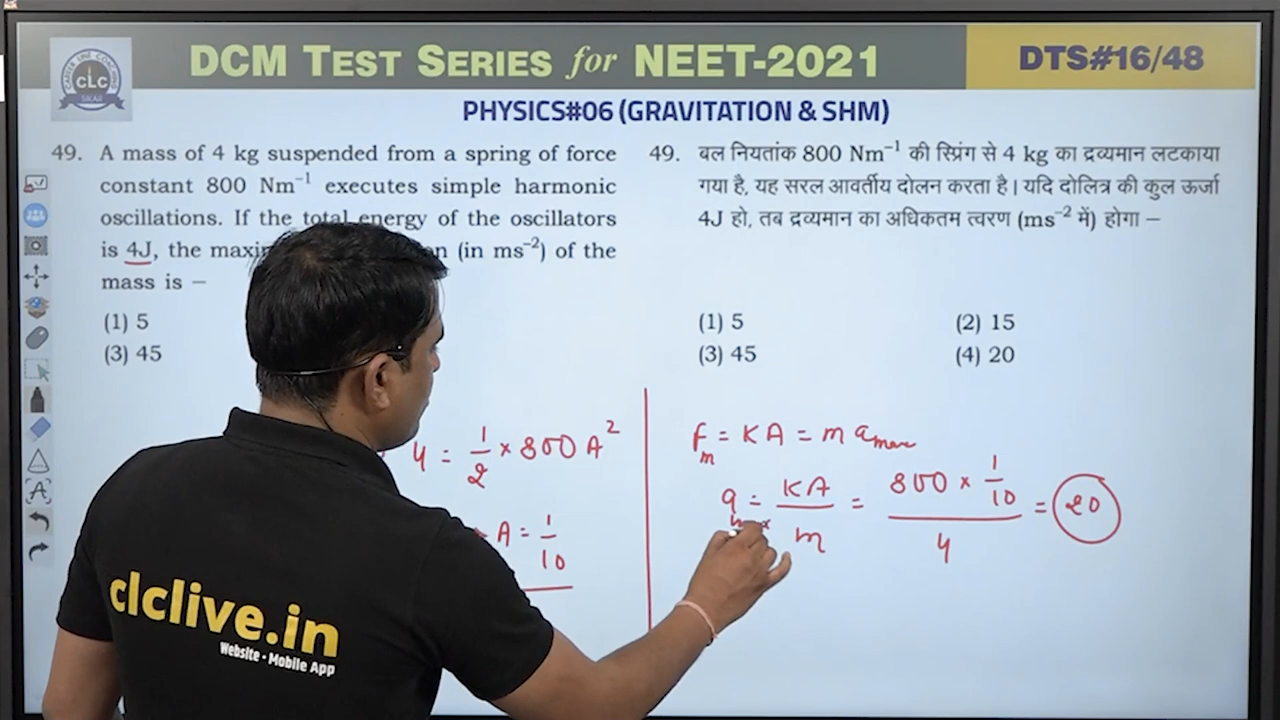 DCM TEST SERIES for NEET-2021
DTS#16/48
CLC
SIKAR
PHYSICS#06 (GRAVITATION & SHM)
49. A mass of 4 kg suspended from a spring of force
constant 800 Nm⁻¹ executes simple harmonic
oscillations. If the total energy of the oscillators
is 4J, the n (in ms⁻²) of the
mass is –
(1) 5
(3) 45
49. बल नियतांक 800 Nm⁻¹ की स्प्रिंग से 4 kg का द्रव्यमान लटकाया
गया है, यह सरल आवर्तीय दोलन करता है। यदि दोलित्र की कुल ऊर्जा
4J हो, तब द्रव्यमान का अधिकतम त्वरण (ms⁻² में) होगा –
(1) 5 (2) 15
(3) 45 (4) 20
4 = 1/2 × 800 A²
A = 1/10
F_m = KA = m a_max
a_max = KA/m = (800 × 1/10)/4 = 20
clclive.in
Website • Mobile App